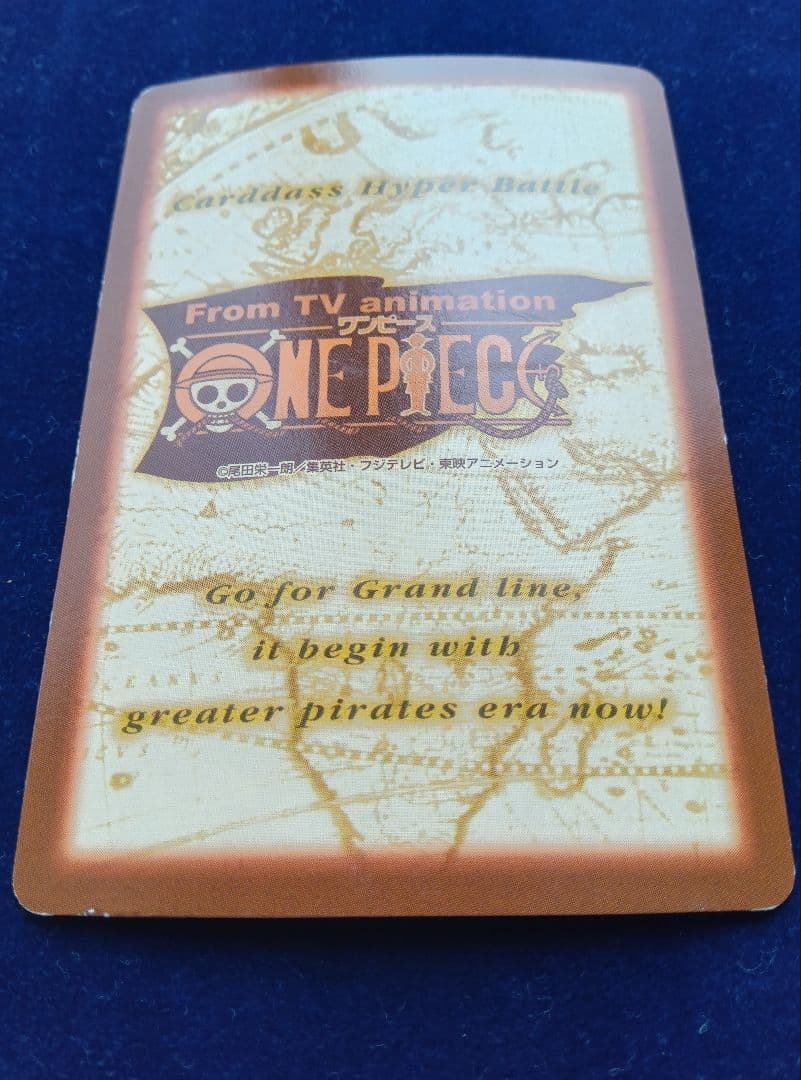 Carddass Hyper Battle
From TV animation
ワンピース
ONE PIECE
©尾田栄一朗／集英社・フジテレビ・東映アニメーション
Go for Grand line,
it begin with
greater pirates era now!